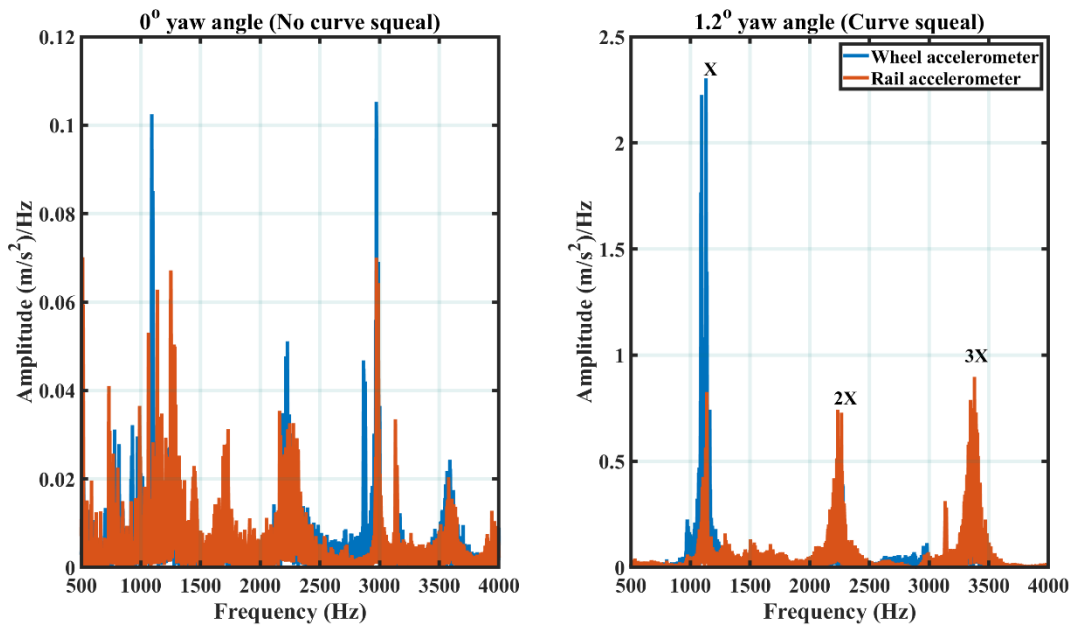 0° yaw angle (No curve squeal)
0.12
0.1
0.08
0.06
0.04
0.02
0
Amplitude (m/s²)/Hz
500 1000 1500 2000 2500 3000 3500 4000
Frequency (Hz)
1.2° yaw angle (Curve squeal)
Wheel accelerometer
Rail accelerometer
X
2X
3X
2.5
2
1.5
1
0.5
0
Amplitude (m/s²)/Hz
500 1000 1500 2000 2500 3000 3500 4000
Frequency (Hz)